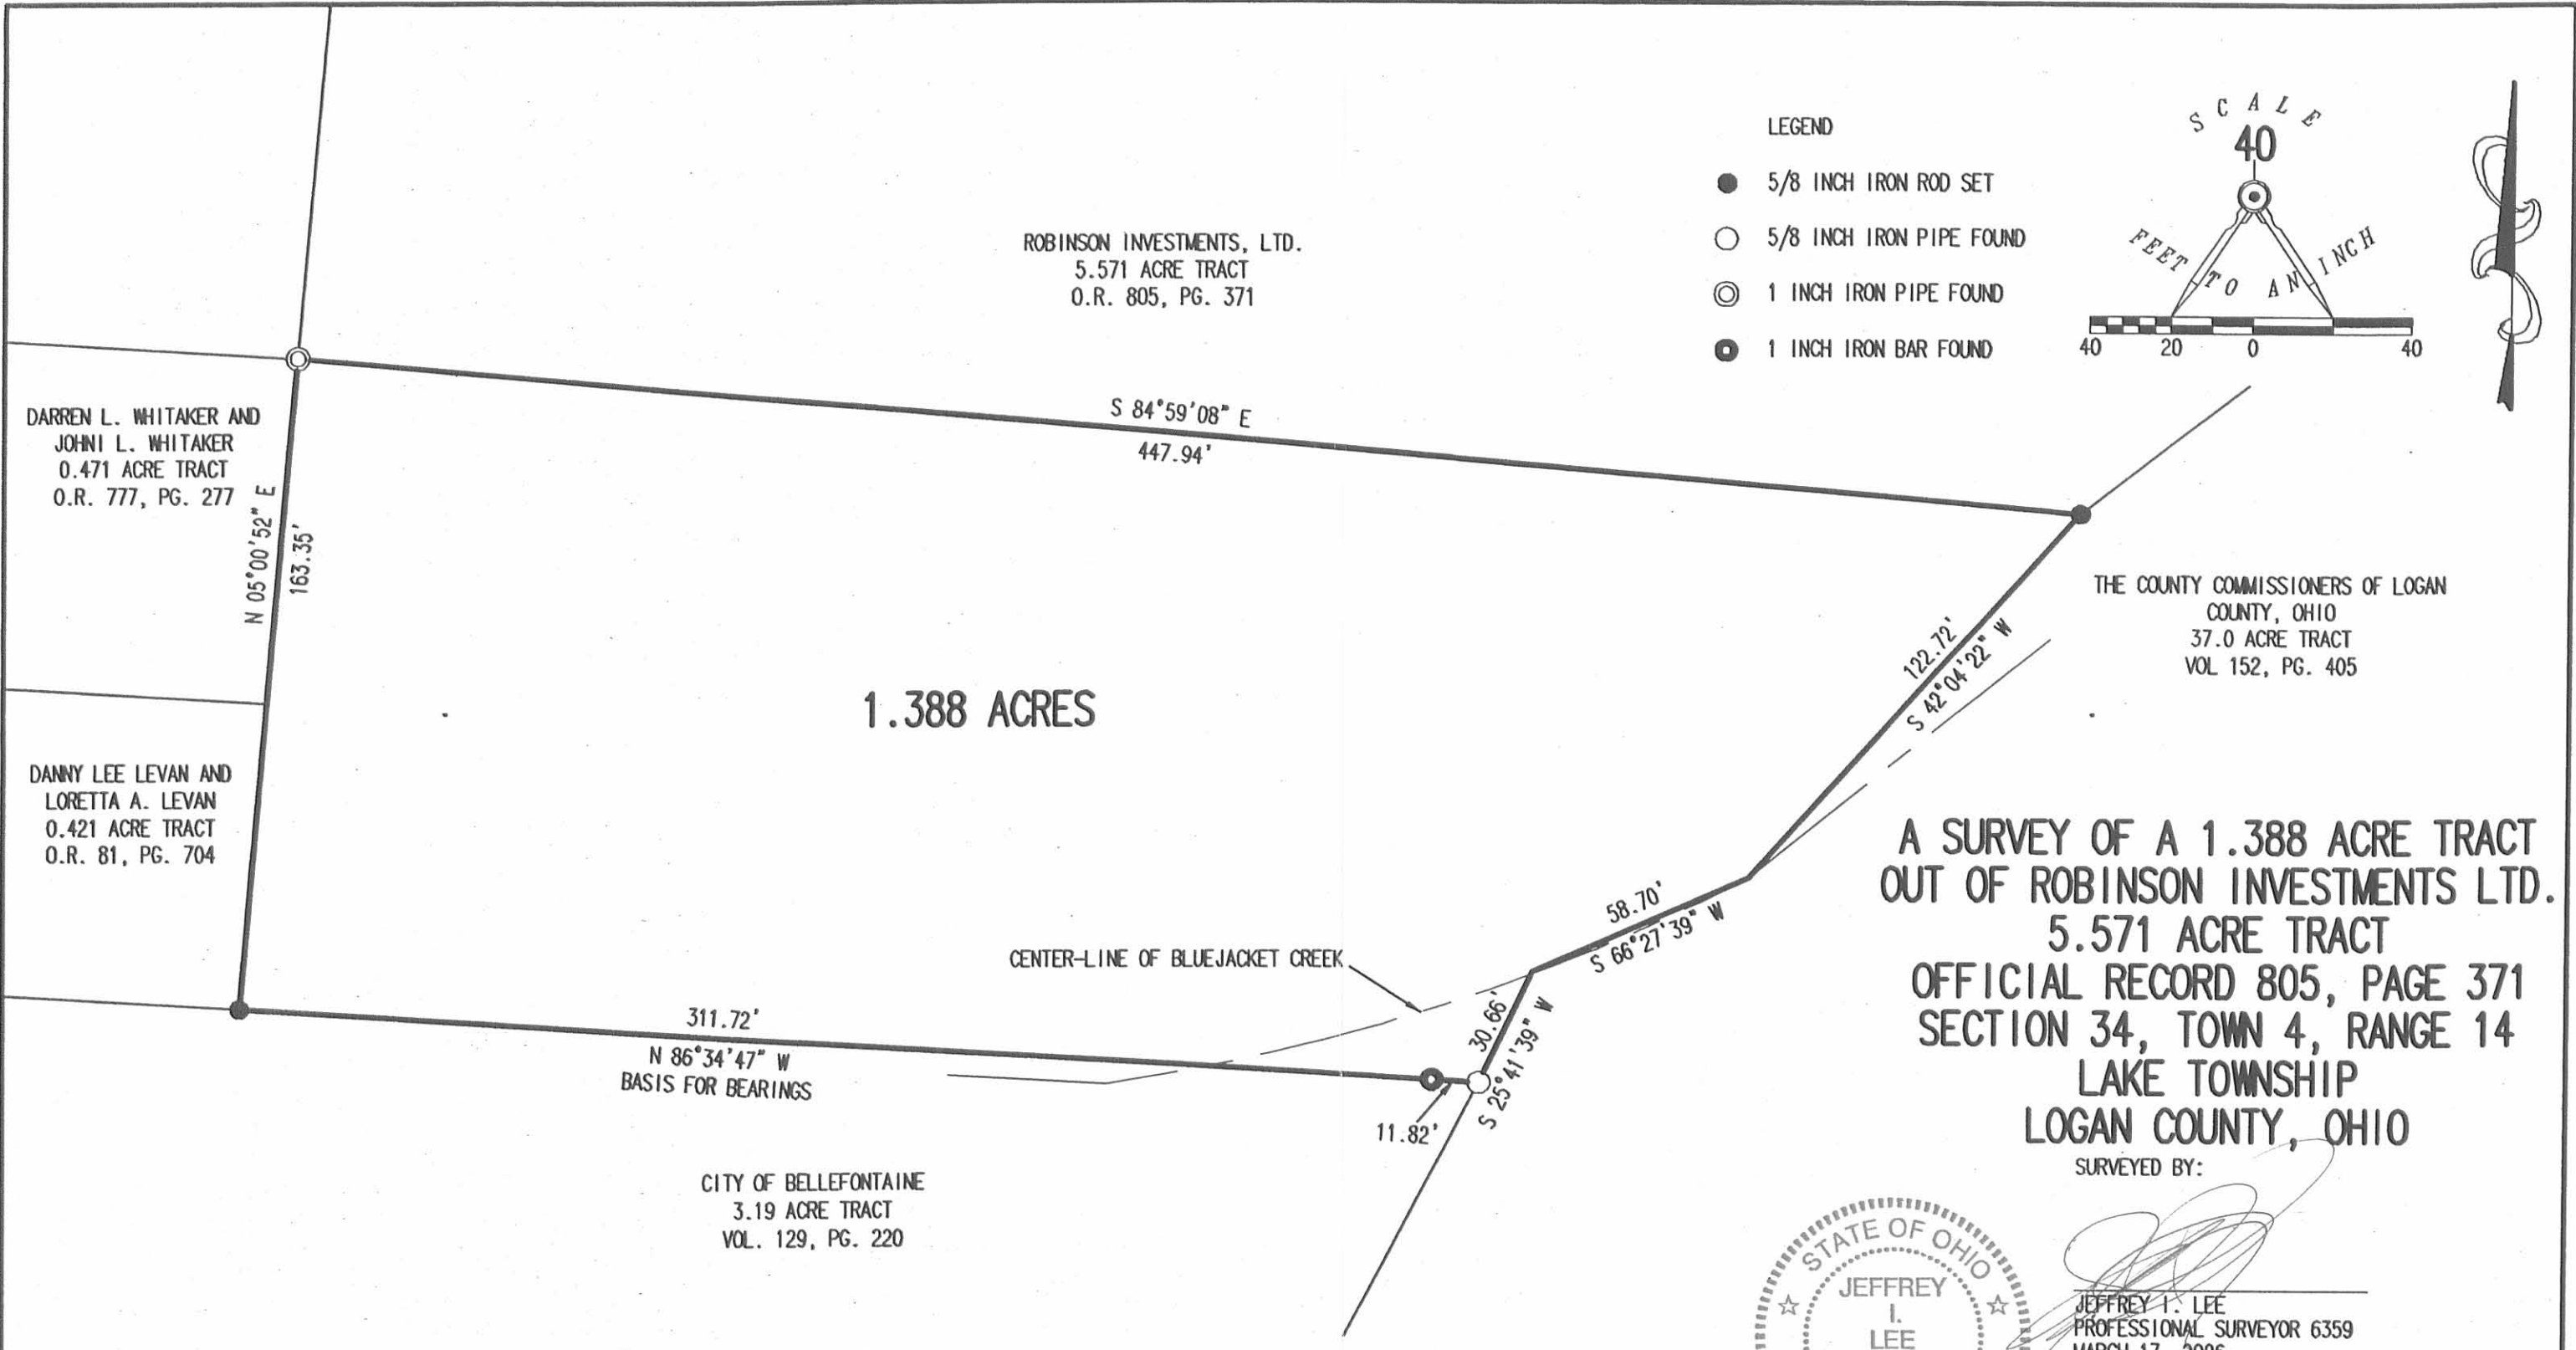 LEGEND
5/8 INCH IRON ROD SET
5/8 INCH IRON PIPE FOUND
1 INCH IRON PIPE FOUND
1 INCH IRON BAR FOUND
SCALE
40
FEET TO AN INCH
40 20 0 40
ROBINSON INVESTMENTS, LTD.
5.571 ACRE TRACT
O.R. 805, PG. 371
DARREN L. WHITAKER AND
JOHNI L. WHITAKER
0.471 ACRE TRACT
O.R. 777, PG. 277
N 05°00'52" E
163.35'
S 84°59'08" E
447.94'
THE COUNTY COMMISSIONERS OF LOGAN
COUNTY, OHIO
37.0 ACRE TRACT
VOL 152, PG. 405
122.72'
S 42°04'22" W
1.388 ACRES
DANNY LEE LEVAN AND
LORETTA A. LEVAN
0.421 ACRE TRACT
O.R. 81, PG. 704
58.70'
S 66°27'39" W
CENTER-LINE OF BLUEJACKET CREEK
30.66'
S 25°41'39" W
311.72'
N 86°34'47" W
BASIS FOR BEARINGS
11.82'
CITY OF BELLEFONTAINE
3.19 ACRE TRACT
VOL. 129, PG. 220
A SURVEY OF A 1.388 ACRE TRACT
OUT OF ROBINSON INVESTMENTS LTD.
5.571 ACRE TRACT
OFFICIAL RECORD 805, PAGE 371
SECTION 34, TOWN 4, RANGE 14
LAKE TOWNSHIP
LOGAN COUNTY, OHIO
SURVEYED BY:
STATE OF OHIO
JEFFREY
I.
LEE
JEFFREY I. LEE
PROFESSIONAL SURVEYOR 6359
MARCH 17, 2006